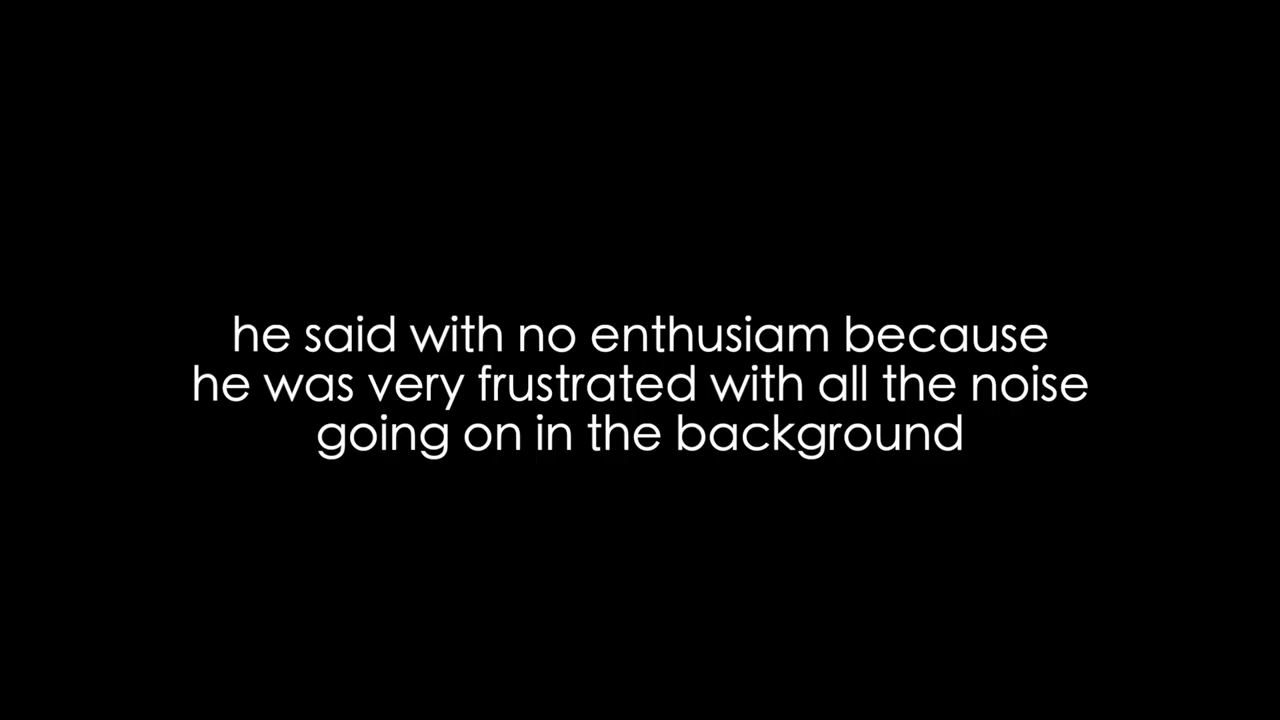 he said with no enthusiam because
he was very frustrated with all the noise
going on in the background